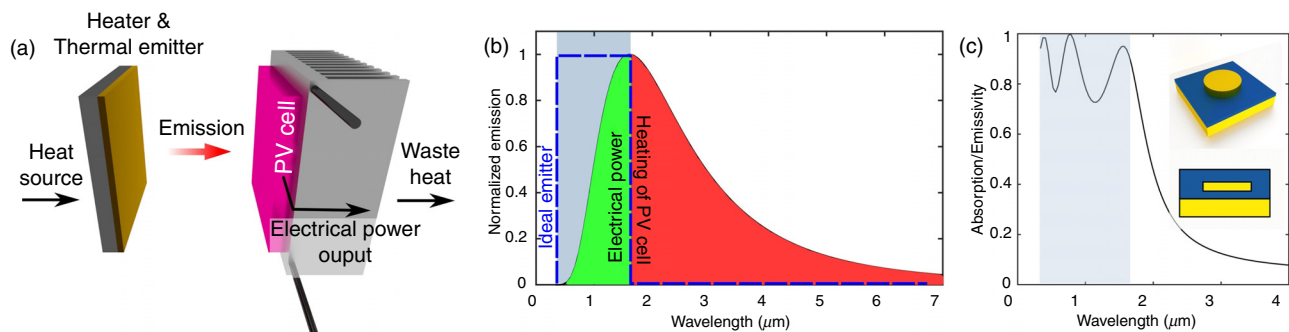 (a)
Heater &
Thermal emitter
Emission
PV cell
Heat
source
Waste
heat
Electrical power
ouput
(b)
Normalized emission
1
0.8
0.6
0.4
0.2
0
Ideal emitter
Electrical power
Heating of PV cell
0 1 2 3 4 5 6 7
Wavelength (μm)
(c)
Absorption/Emissivity
1
0.8
0.6
0.4
0.2
0
0 1 2 3 4
Wavelength (μm)